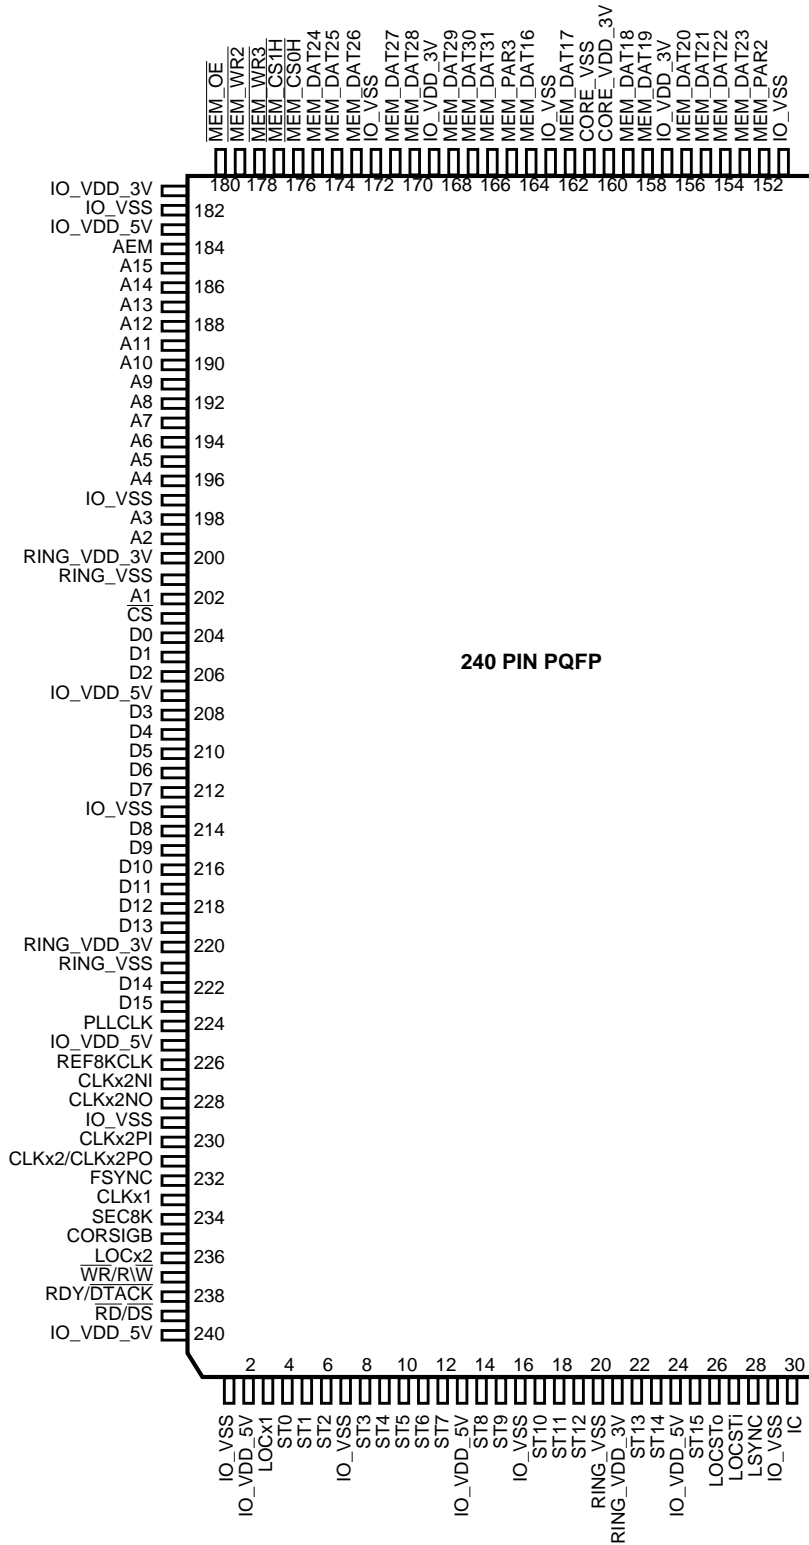 MEM_OE
MEM_WR2
MEM_WR3
MEM_CS1H
MEM_CS0H
MEM_DAT24
MEM_DAT25
MEM_DAT26
IO_VSS
MEM_DAT27
MEM_DAT28
IO_VDD_3V
MEM_DAT29
MEM_DAT30
MEM_DAT31
MEM_PAR3
MEM_DAT16
IO_VSS
MEM_DAT17
CORE_VSS
CORE_VDD_3V
MEM_DAT18
MEM_DAT19
IO_VDD_3V
MEM_DAT20
MEM_DAT21
MEM_DAT22
MEM_DAT23
MEM_PAR2
IO_VSS
180 178 176 174 172 170 168 166 164 162 160 158 156 154 152
IO_VDD_3V
IO_VSS 182
IO_VDD_5V
AEM 184
A15
A14 186
A13
A12 188
A11
A10 190
A9
A8 192
A7
A6 194
A5
A4 196
IO_VSS
A3 198
A2
RING_VDD_3V 200
RING_VSS
A1 202
CS
D0 204
D1
240 PIN PQFP
D2 206
IO_VDD_5V
D3 208
D4
D5 210
D6
D7 212
IO_VSS
D8 214
D9
D10 216
D11
D12 218
D13
RING_VDD_3V 220
RING_VSS
D14 222
D15
PLLCLK 224
IO_VDD_5V
REF8KCLK 226
CLKx2NI
CLKx2NO 228
IO_VSS
CLKx2PI 230
CLKx2/CLKx2PO
FSYNC 232
CLKx1
SEC8K 234
CORSIGB
LOCx2 236
WR/R\W
RDY/DTACK 238
RD/DS
IO_VDD_5V 240
2 4 6 8 10 12 14 16 18 20 22 24 26 28 30
IO_VSS
IO_VDD_5V
LOCx1
ST0
ST1
ST2
IO_VSS
ST3
ST4
ST5
ST6
ST7
IO_VDD_5V
ST8
ST9
IO_VSS
ST10
ST11
ST12
RING_VSS
RING_VDD_3V
ST13
ST14
IO_VDD_5V
ST15
LOCSTo
LOCSTi
LSYNC
IO_VSS
IC